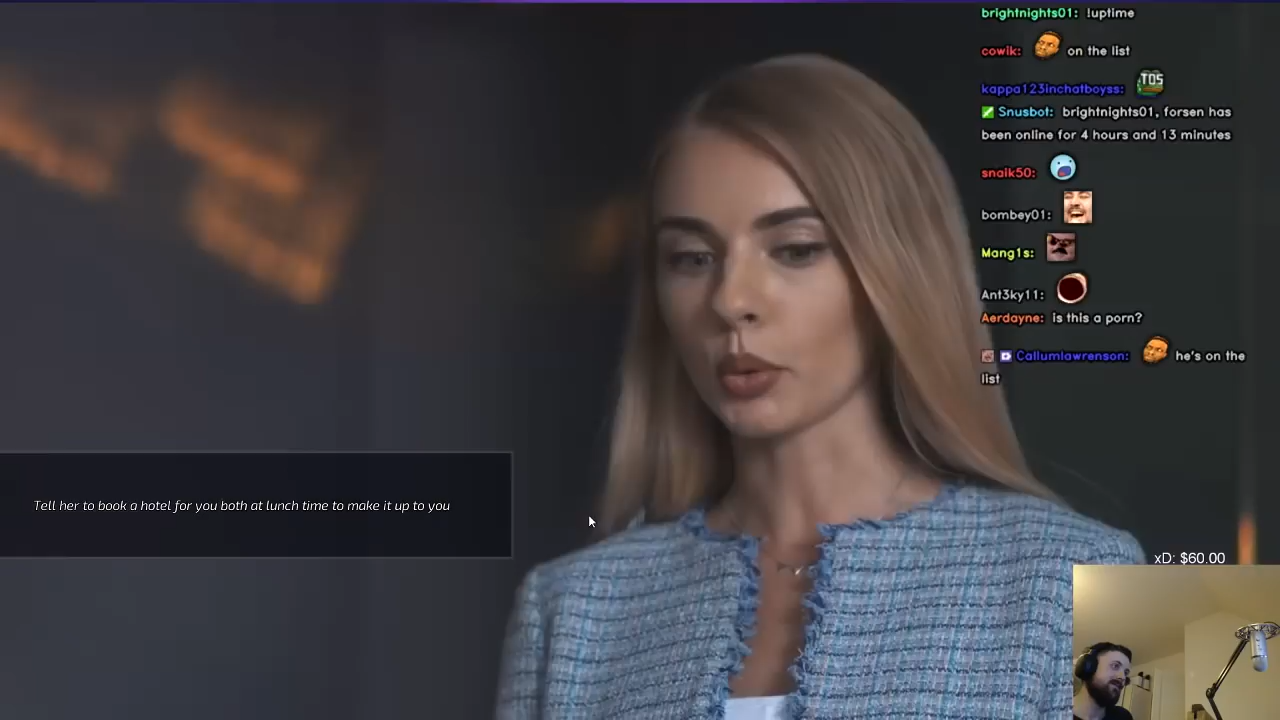 brightnights01: !uptime
cowik: on the list
kappa123inchatboyss: TOS
Snusbot: brightnights01, forsen has
been online for 4 hours and 13 minutes
snaik50:
bombey01:
Mang1s:
Ant3ky11:
Aerdayne: is this a porn?
Callumlawrenson: he's on the
list
Tell her to book a hotel for you both at lunch time to make it up to you
xD: $60.00